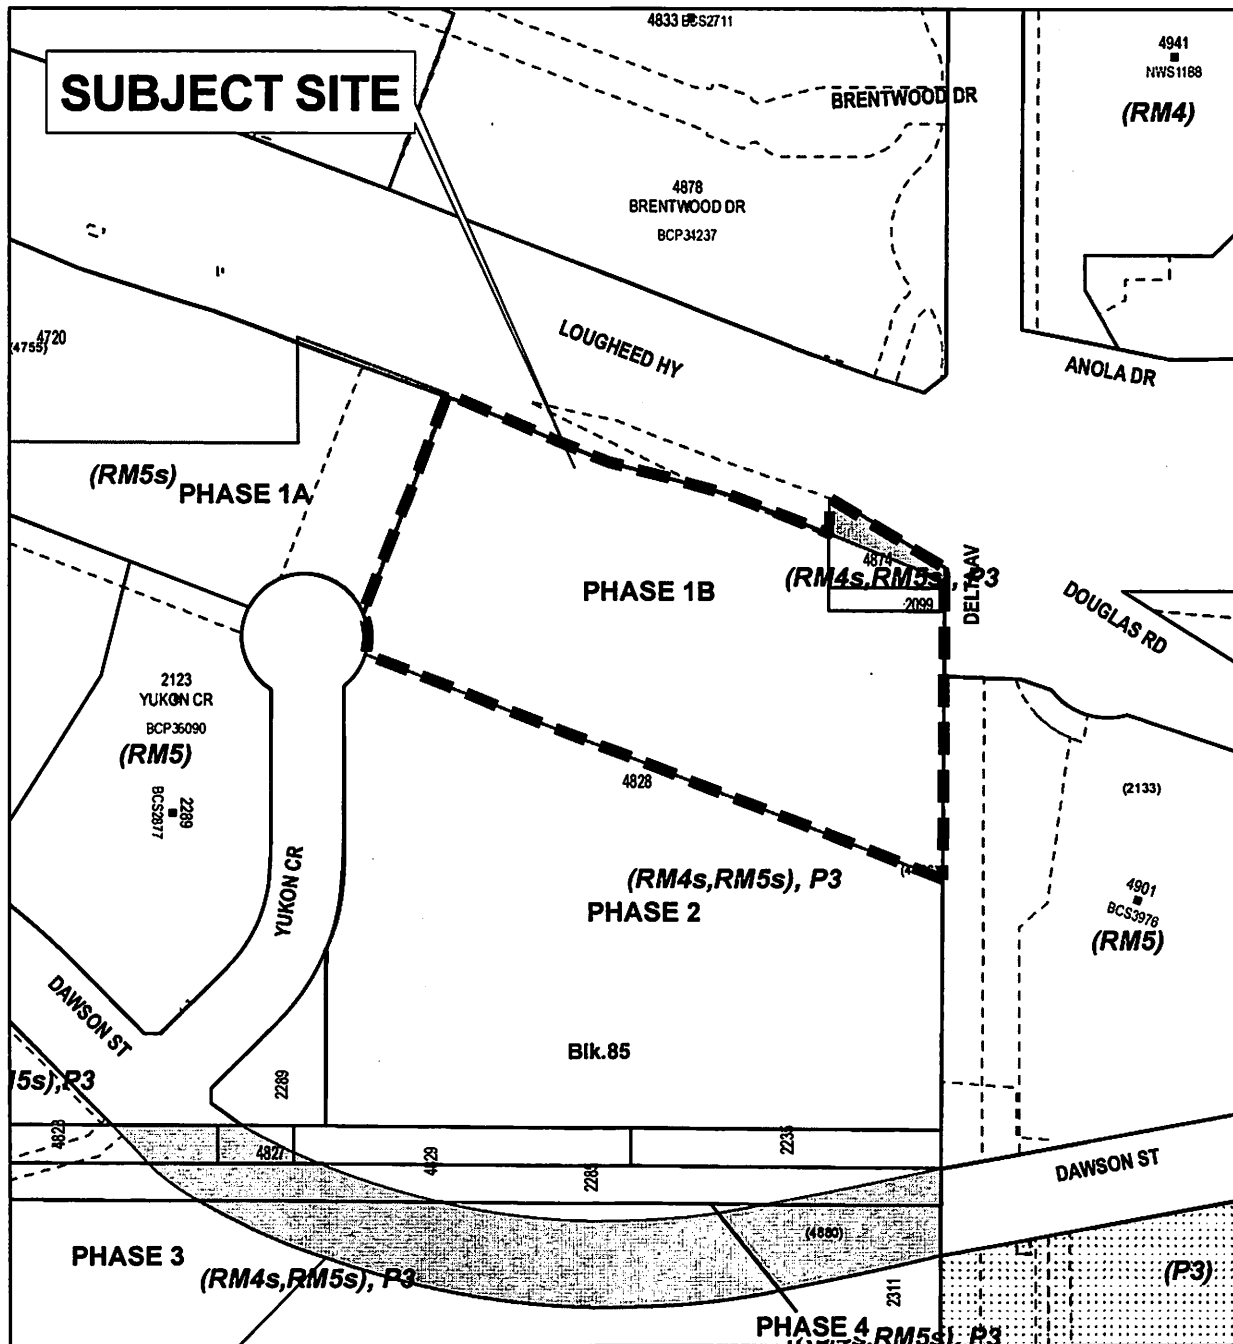 4833 BCS2711
4941
NWS1188
(RM4)
SUBJECT SITE
BRENTWOOD DR
4878
BRENTWOOD DR
BCP34237
4720
(4755)
LOUGHEED HY
ANOLA DR
(RM5s)
PHASE 1A
PHASE 1B
4874
(RM4s,RM5s), P3
2099
DELTA AV
DOUGLAS RD
2123
YUKON CR
BCP36090
(RM5)
2289
BCS2877
4828
(2133)
YUKON CR
(RM4s,RM5s), P3
PHASE 2
4901
BCS3976
(RM5)
DAWSON ST
Blk.85
2289
4828
4827
4429
2285
2235
DAWSON ST
(4880)
PHASE 3
(RM4s,RM5s), P3
2311
(P3)
PHASE 4